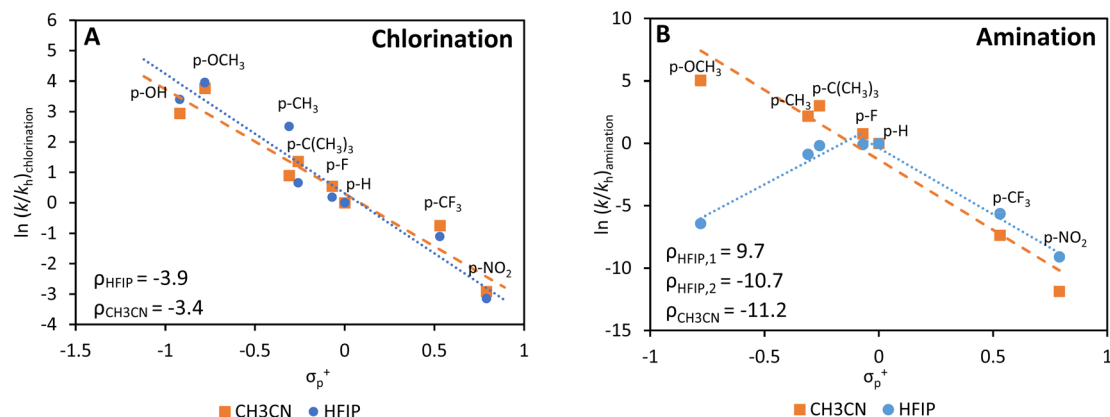 A
Chlorination
ln (k/kₕ)chlorination
6
5
4
3
2
1
0
-1
-2
-3
-4
p-OCH₃
p-OH
p-CH₃
p-C(CH₃)₃
p-F
p-H
p-CF₃
p-NO₂
ρHFIP = -3.9
ρCH3CN = -3.4
-1.5
-1
-0.5
0
0.5
1
σₚ⁺
CH3CN
HFIP
B
Amination
ln (k/kₕ)amination
10
5
0
-5
-10
-15
p-OCH₃
p-C(CH₃)₃
p-CH₃
p-F
p-H
p-CF₃
p-NO₂
ρHFIP,1 = 9.7
ρHFIP,2 = -10.7
ρCH3CN = -11.2
-1
-0.5
0
0.5
1
σₚ⁺
CH3CN
HFIP